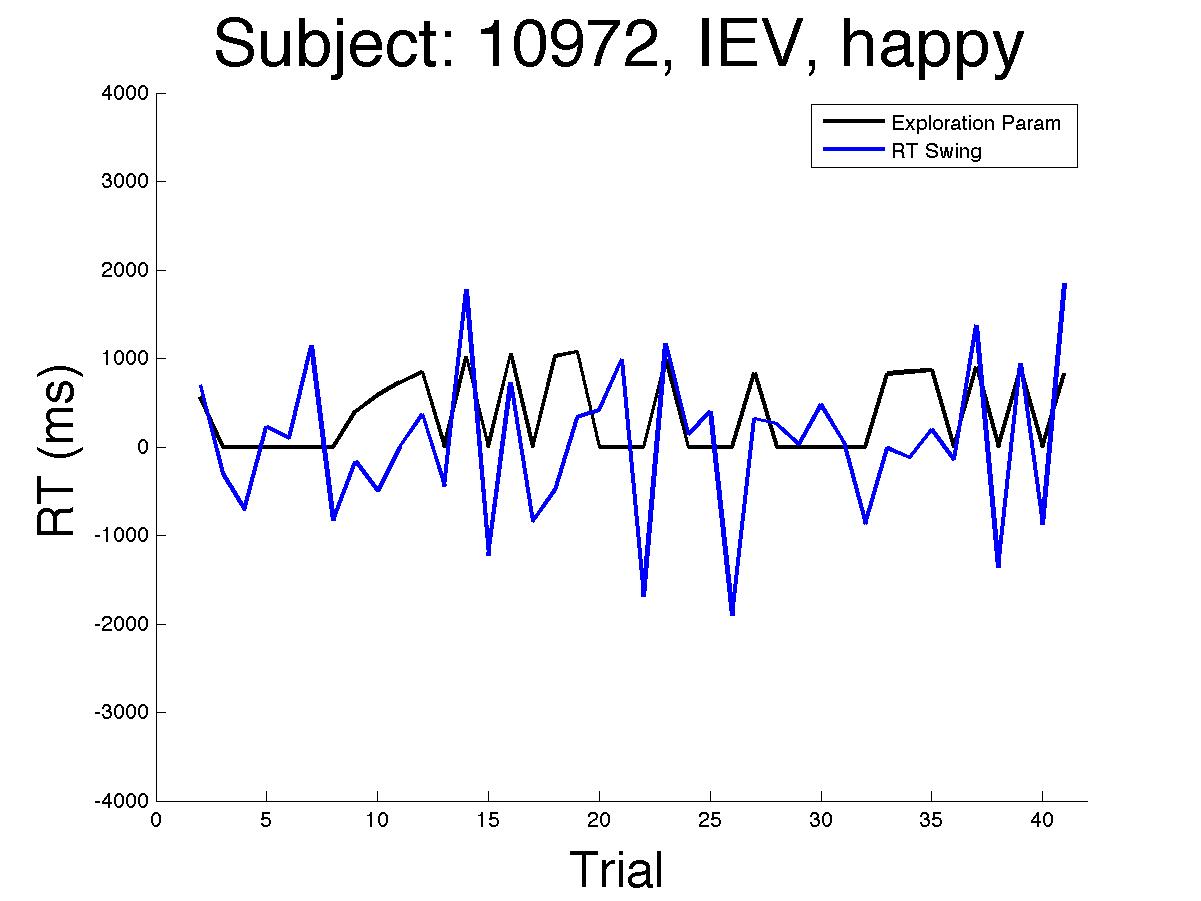 Subject: 10972, IEV, happy
4000
3000
2000
1000
0
-1000
-2000
-3000
-4000
RT (ms)
Exploration Param
RT Swing
0 5 10 15 20 25 30 35 40
Trial